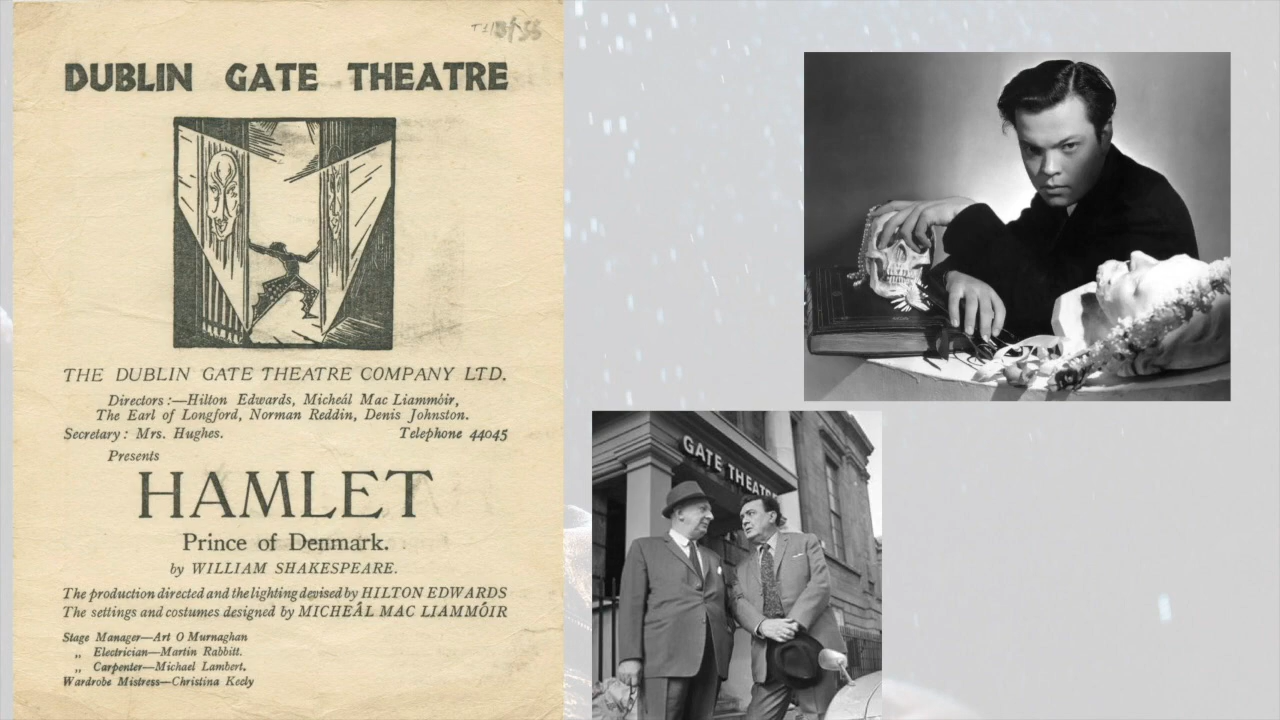 DUBLIN GATE THEATRE
THE DUBLIN GATE THEATRE COMPANY LTD.
Directors:—Hilton Edwards, Micheál Mac Liammóir,
The Earl of Longford, Norman Reddin, Denis Johnston.
Secretary: Mrs. Hughes. Telephone 44045
Presents
HAMLET
Prince of Denmark.
by WILLIAM SHAKESPEARE.
The production directed and the lighting devised by HILTON EDWARDS
The settings and costumes designed by MICHEÁL MAC LIAMMÓIR
Stage Manager—Art O Murnaghan
„ Electrician—Martin Rabbitt.
„ Carpenter—Michael Lambert.
Wardrobe Mistress—Christina Keely
GATE THEATRE